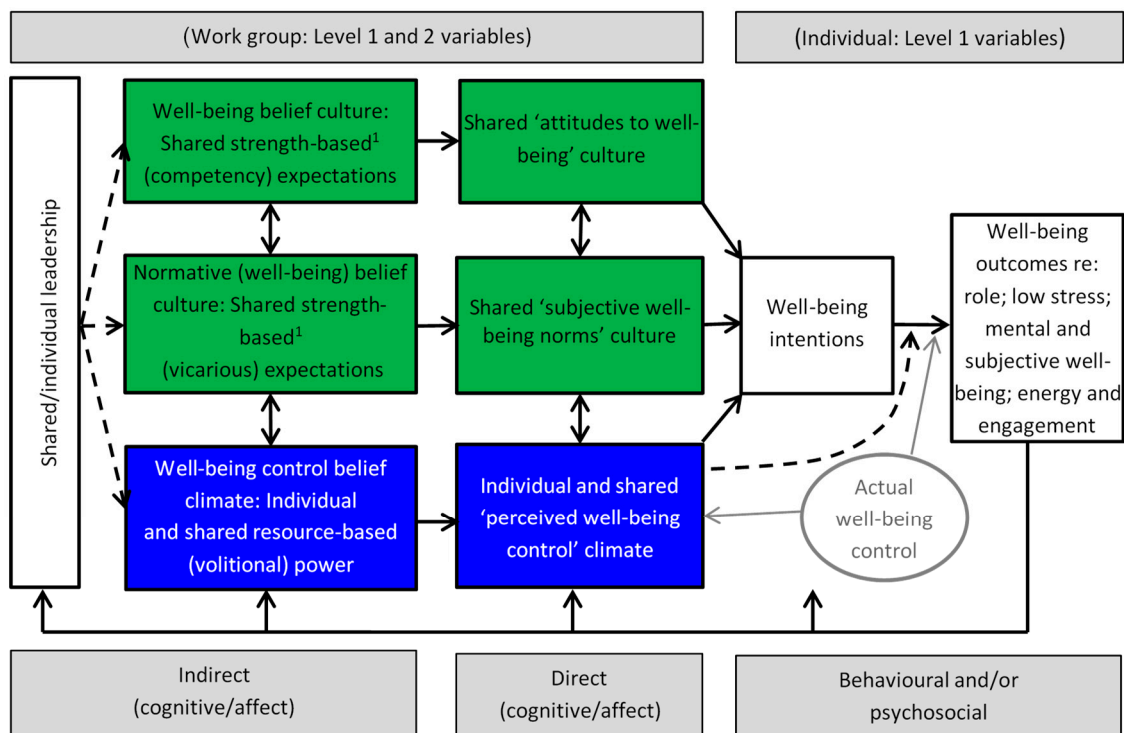 (Work group: Level 1 and 2 variables)
(Individual: Level 1 variables)
Shared/individual leadership
Well-being belief culture:
Shared strength-based¹
(competency) expectations
Shared ‘attitudes to well-
being’ culture
Normative (well-being) belief
culture: Shared strength-
based¹
(vicarious) expectations
Shared ‘subjective well-
being norms’ culture
Well-being
intentions
Well-being
outcomes re:
role; low stress;
mental and
subjective well-
being; energy and
engagement
Well-being control belief
climate: Individual
and shared resource-based
(volitional) power
Individual and shared
‘perceived well-being
control’ climate
Actual
well-being
control
Indirect
(cognitive/affect)
Direct
(cognitive/affect)
Behavioural and/or
psychosocial